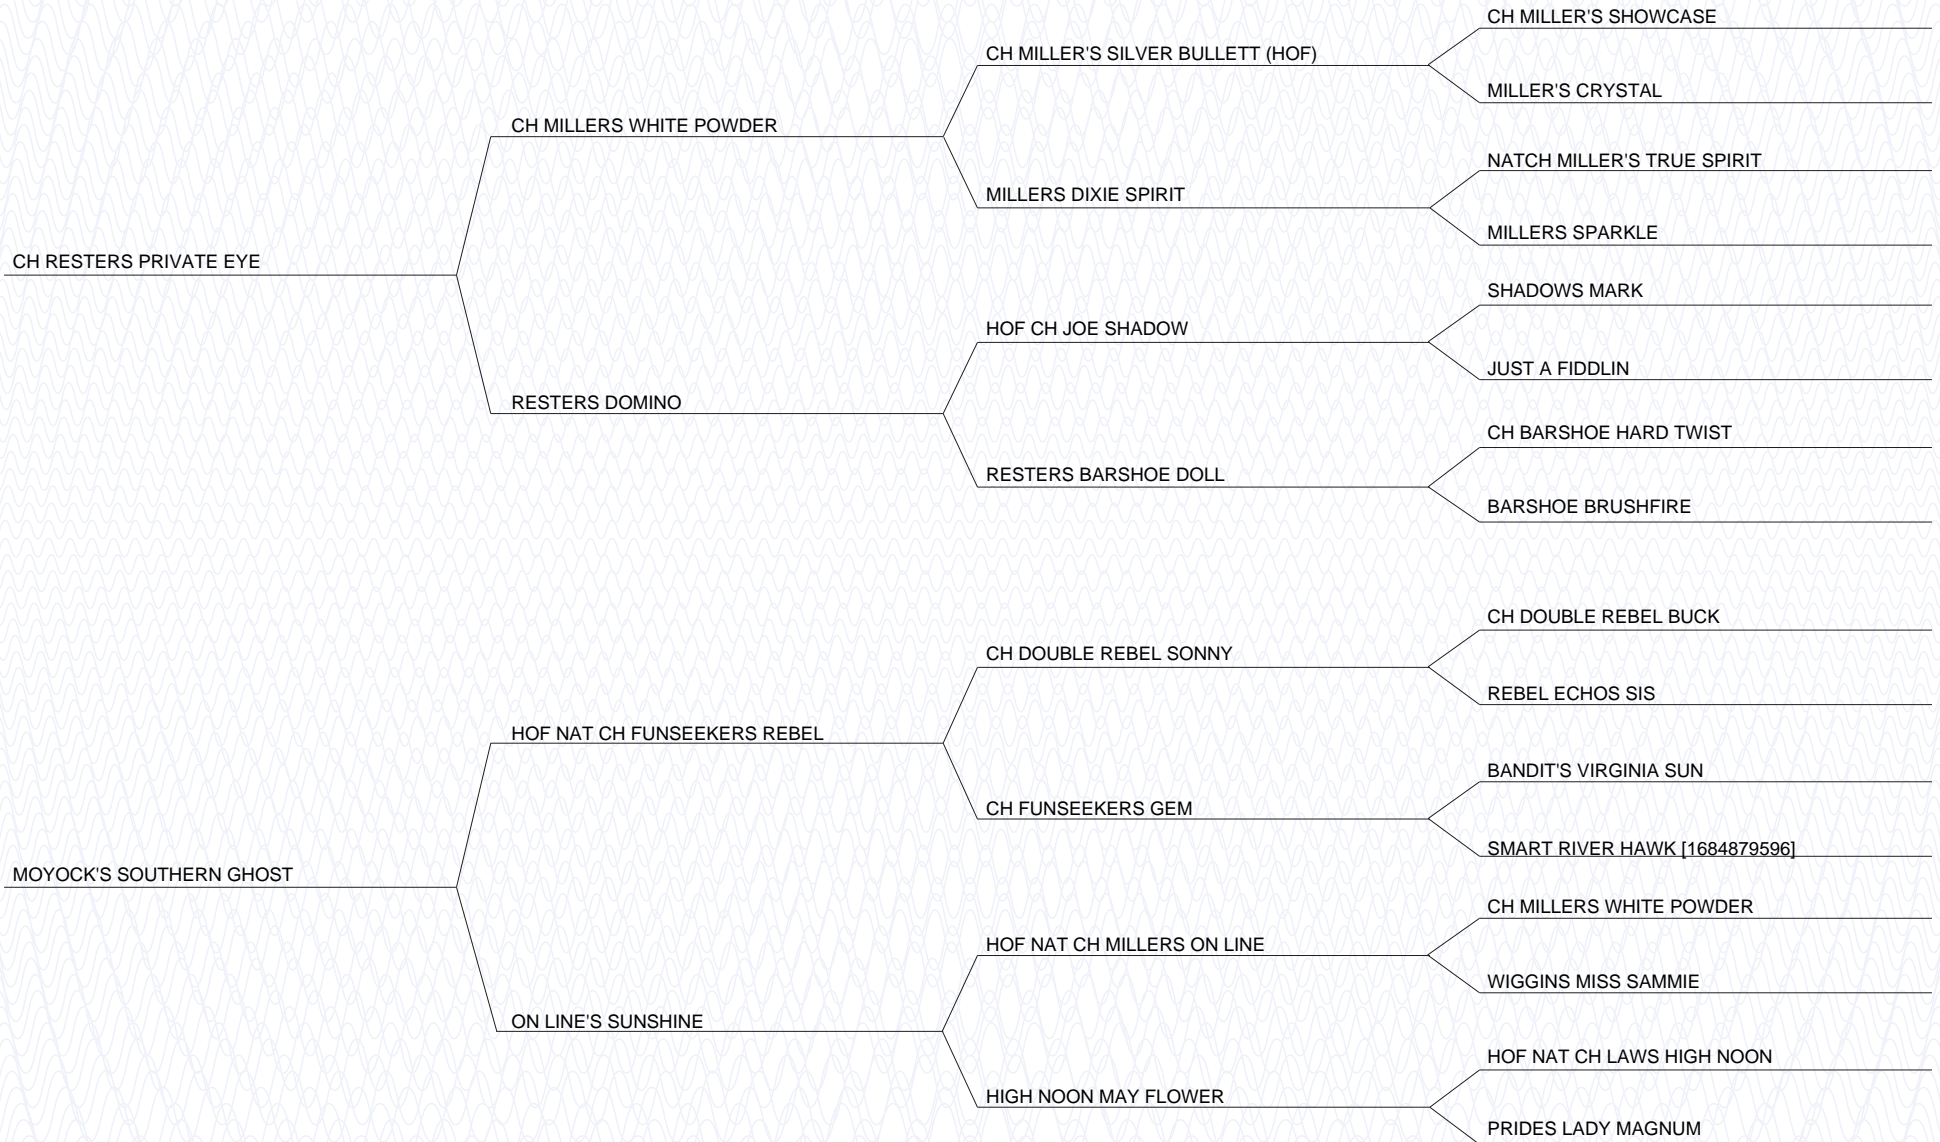 CH MILLER'S SHOWCASE
CH MILLER'S SILVER BULLETT (HOF)
MILLER'S CRYSTAL
CH MILLERS WHITE POWDER
NATCH MILLER'S TRUE SPIRIT
MILLERS DIXIE SPIRIT
MILLERS SPARKLE
CH RESTERS PRIVATE EYE
SHADOWS MARK
HOF CH JOE SHADOW
JUST A FIDDLIN
RESTERS DOMINO
CH BARSHOE HARD TWIST
RESTERS BARSHOE DOLL
BARSHOE BRUSHFIRE
CH DOUBLE REBEL BUCK
CH DOUBLE REBEL SONNY
REBEL ECHOS SIS
HOF NAT CH FUNSEEKERS REBEL
BANDIT'S VIRGINIA SUN
CH FUNSEEKERS GEM
SMART RIVER HAWK [1684879596]
MOYOCK'S SOUTHERN GHOST
CH MILLERS WHITE POWDER
HOF NAT CH MILLERS ON LINE
WIGGINS MISS SAMMIE
ON LINE'S SUNSHINE
HOF NAT CH LAWS HIGH NOON
HIGH NOON MAY FLOWER
PRIDES LADY MAGNUM